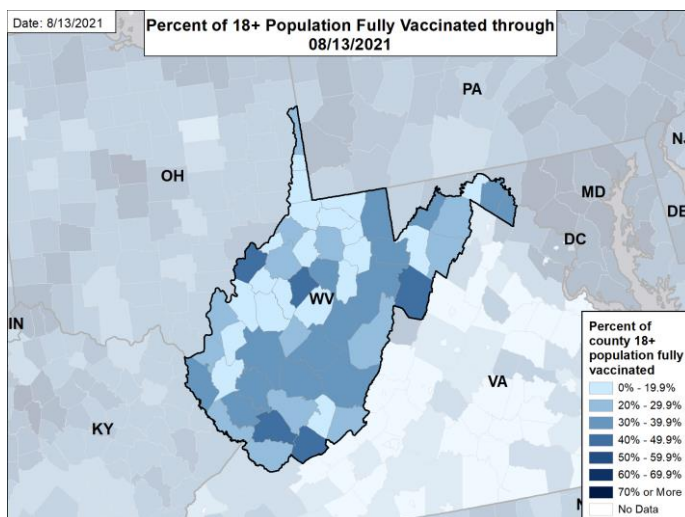 Date: 8/13/2021
Percent of 18+ Population Fully Vaccinated through
08/13/2021
PA
NJ
OH
MD
DE
DC
WV
IN
VA
KY
Percent of
county 18+
population fully
vaccinated
0% - 19.9%
20% - 29.9%
30% - 39.9%
40% - 49.9%
50% - 59.9%
60% - 69.9%
70% or More
No Data